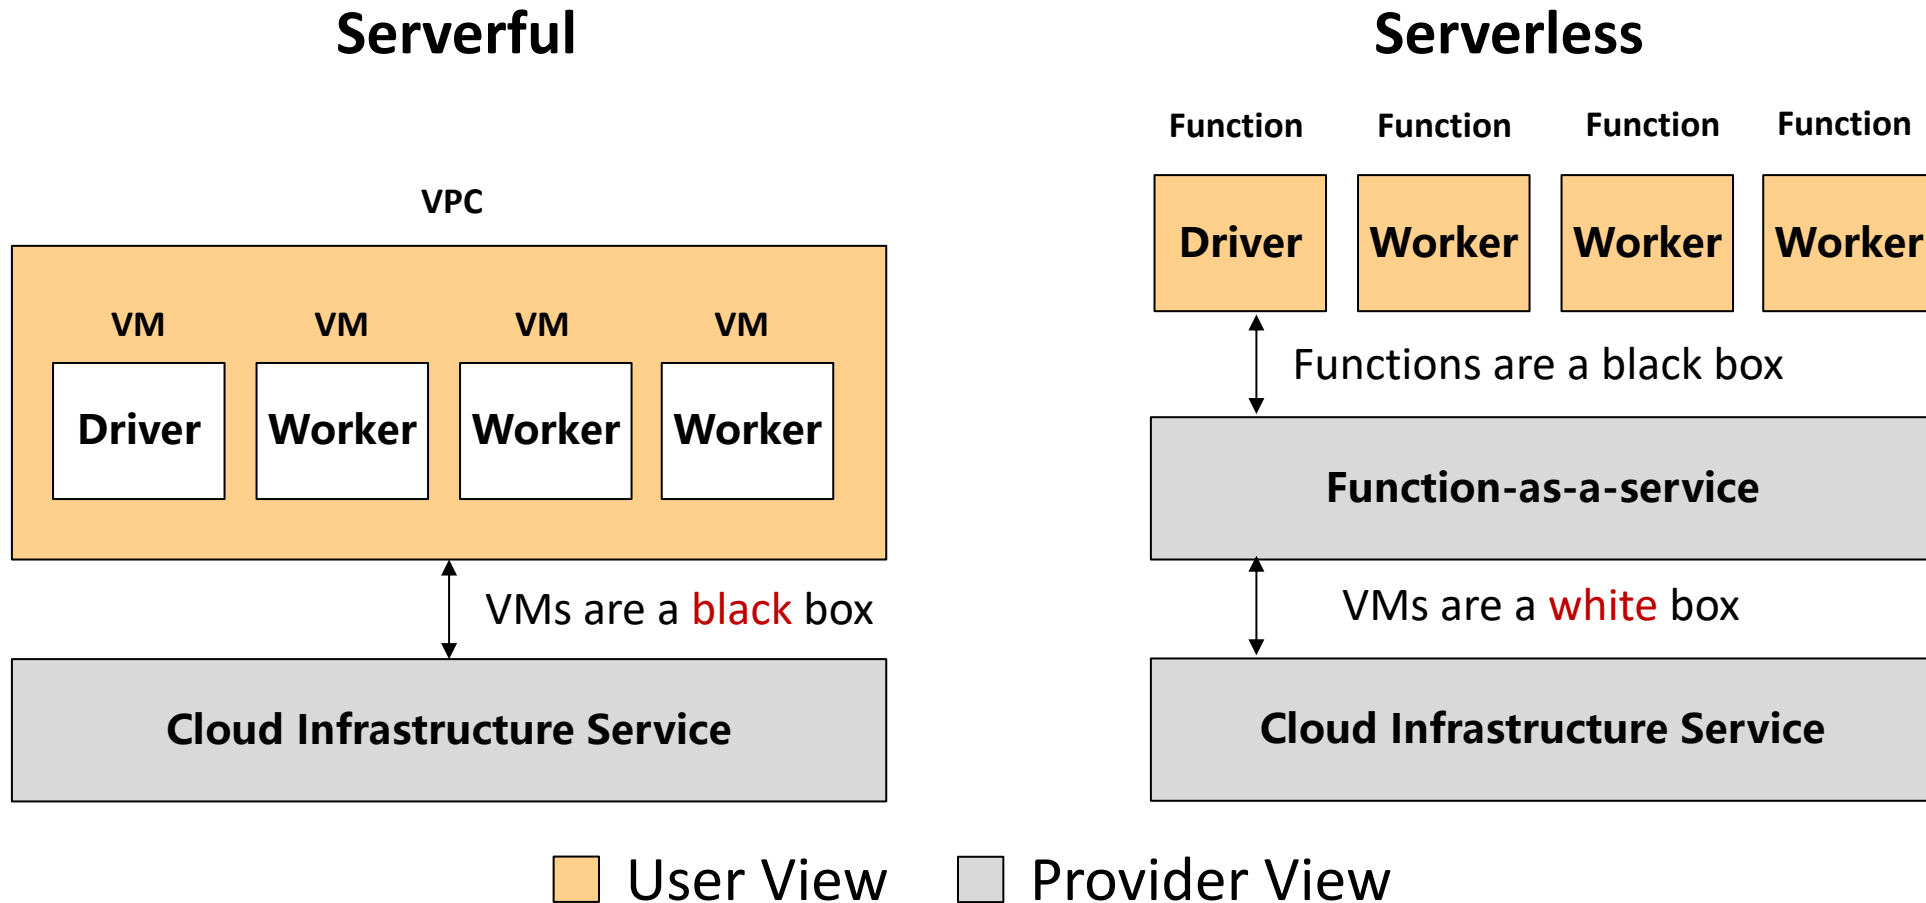 Serverful
VPC
VM VM VM VM
Driver Worker Worker Worker
VMs are a black box
Cloud Infrastructure Service
Serverless
Function Function Function Function
Driver Worker Worker Worker
Functions are a black box
Function-as-a-service
VMs are a white box
Cloud Infrastructure Service
User View Provider View